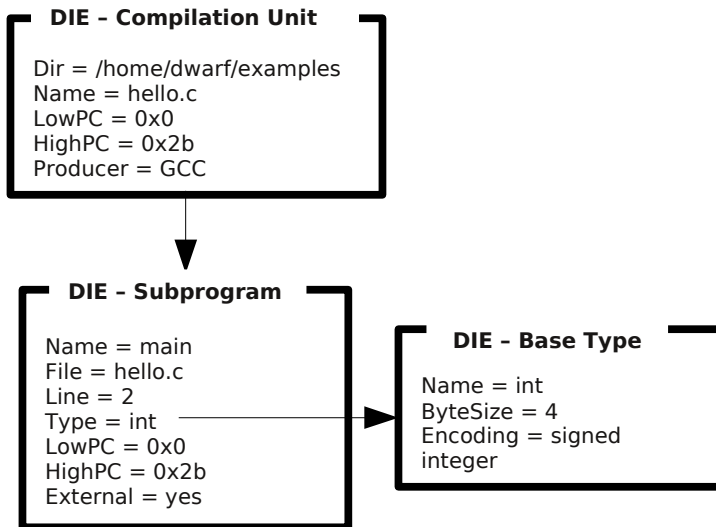 DIE – Compilation Unit
Dir = /home/dwarf/examples
Name = hello.c
LowPC = 0x0
HighPC = 0x2b
Producer = GCC
DIE – Subprogram
Name = main
File = hello.c
Line = 2
Type = int
LowPC = 0x0
HighPC = 0x2b
External = yes
DIE – Base Type
Name = int
ByteSize = 4
Encoding = signed
integer